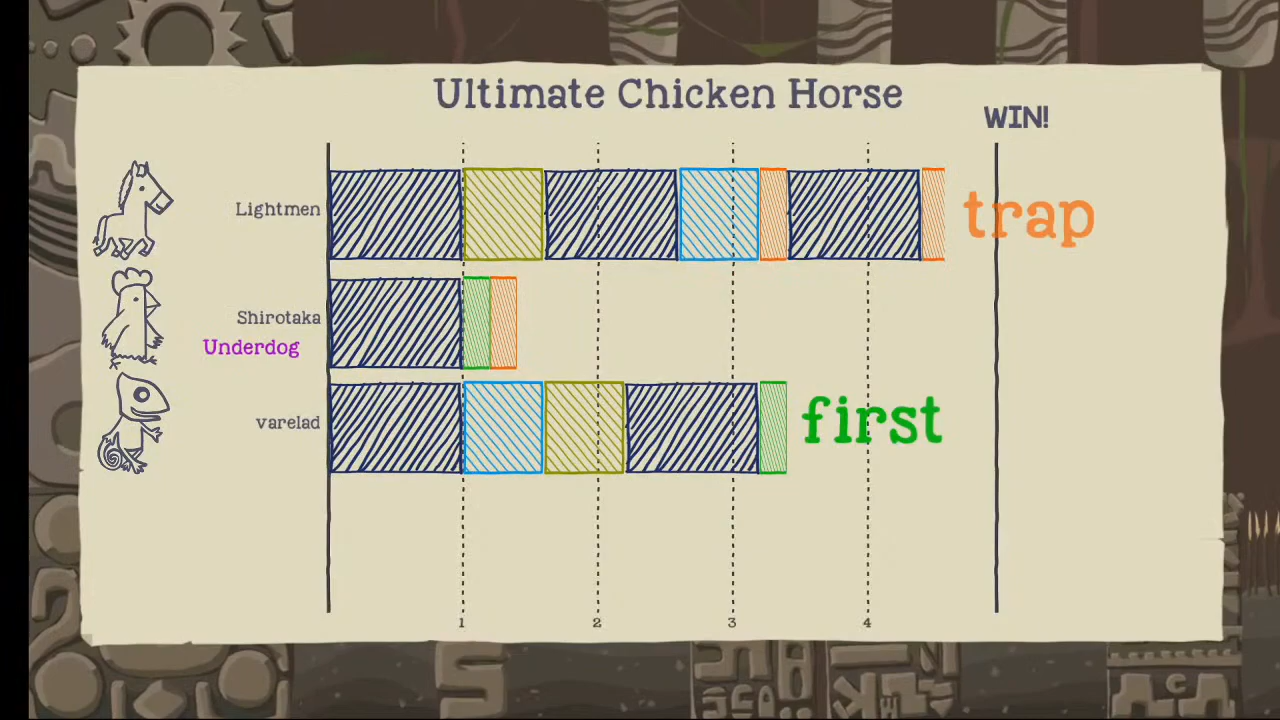 Ultimate Chicken Horse
WIN!
Lightmen
trap
Shirotaka
Underdog
varelad
first
1 2 3 4